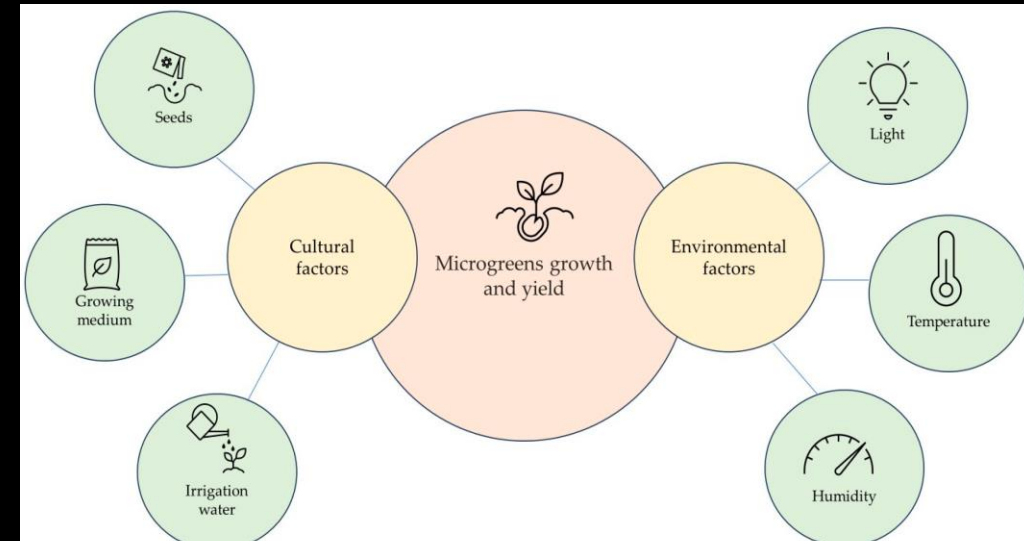 Seeds
Growing
medium
Irrigation
water
Cultural
factors
Microgreens growth
and yield
Environmental
factors
Light
Temperature
Humidity